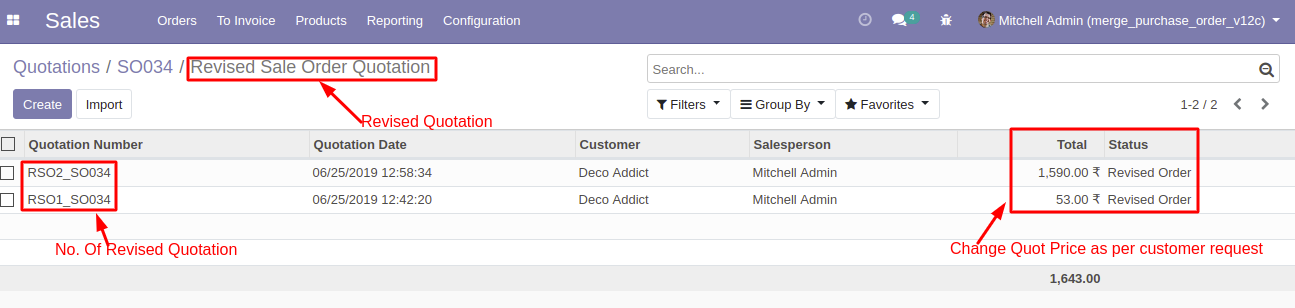 Sales Orders To Invoice Products Reporting Configuration 4 Mitchell Admin (merge_purchase_order_v12c)
Quotations / SO034 / Revised Sale Order Quotation Search...
Create Import Filters Group By Favorites 1-2 / 2
Revised Quotation
Quotation Number Quotation Date Customer Salesperson Total Status
RSO2_SO034 06/25/2019 12:58:34 Deco Addict Mitchell Admin 1,590.00 ₹ Revised Order
RSO1_SO034 06/25/2019 12:42:20 Deco Addict Mitchell Admin 53.00 ₹ Revised Order
No. Of Revised Quotation Change Quot Price as per customer request
1,643.00